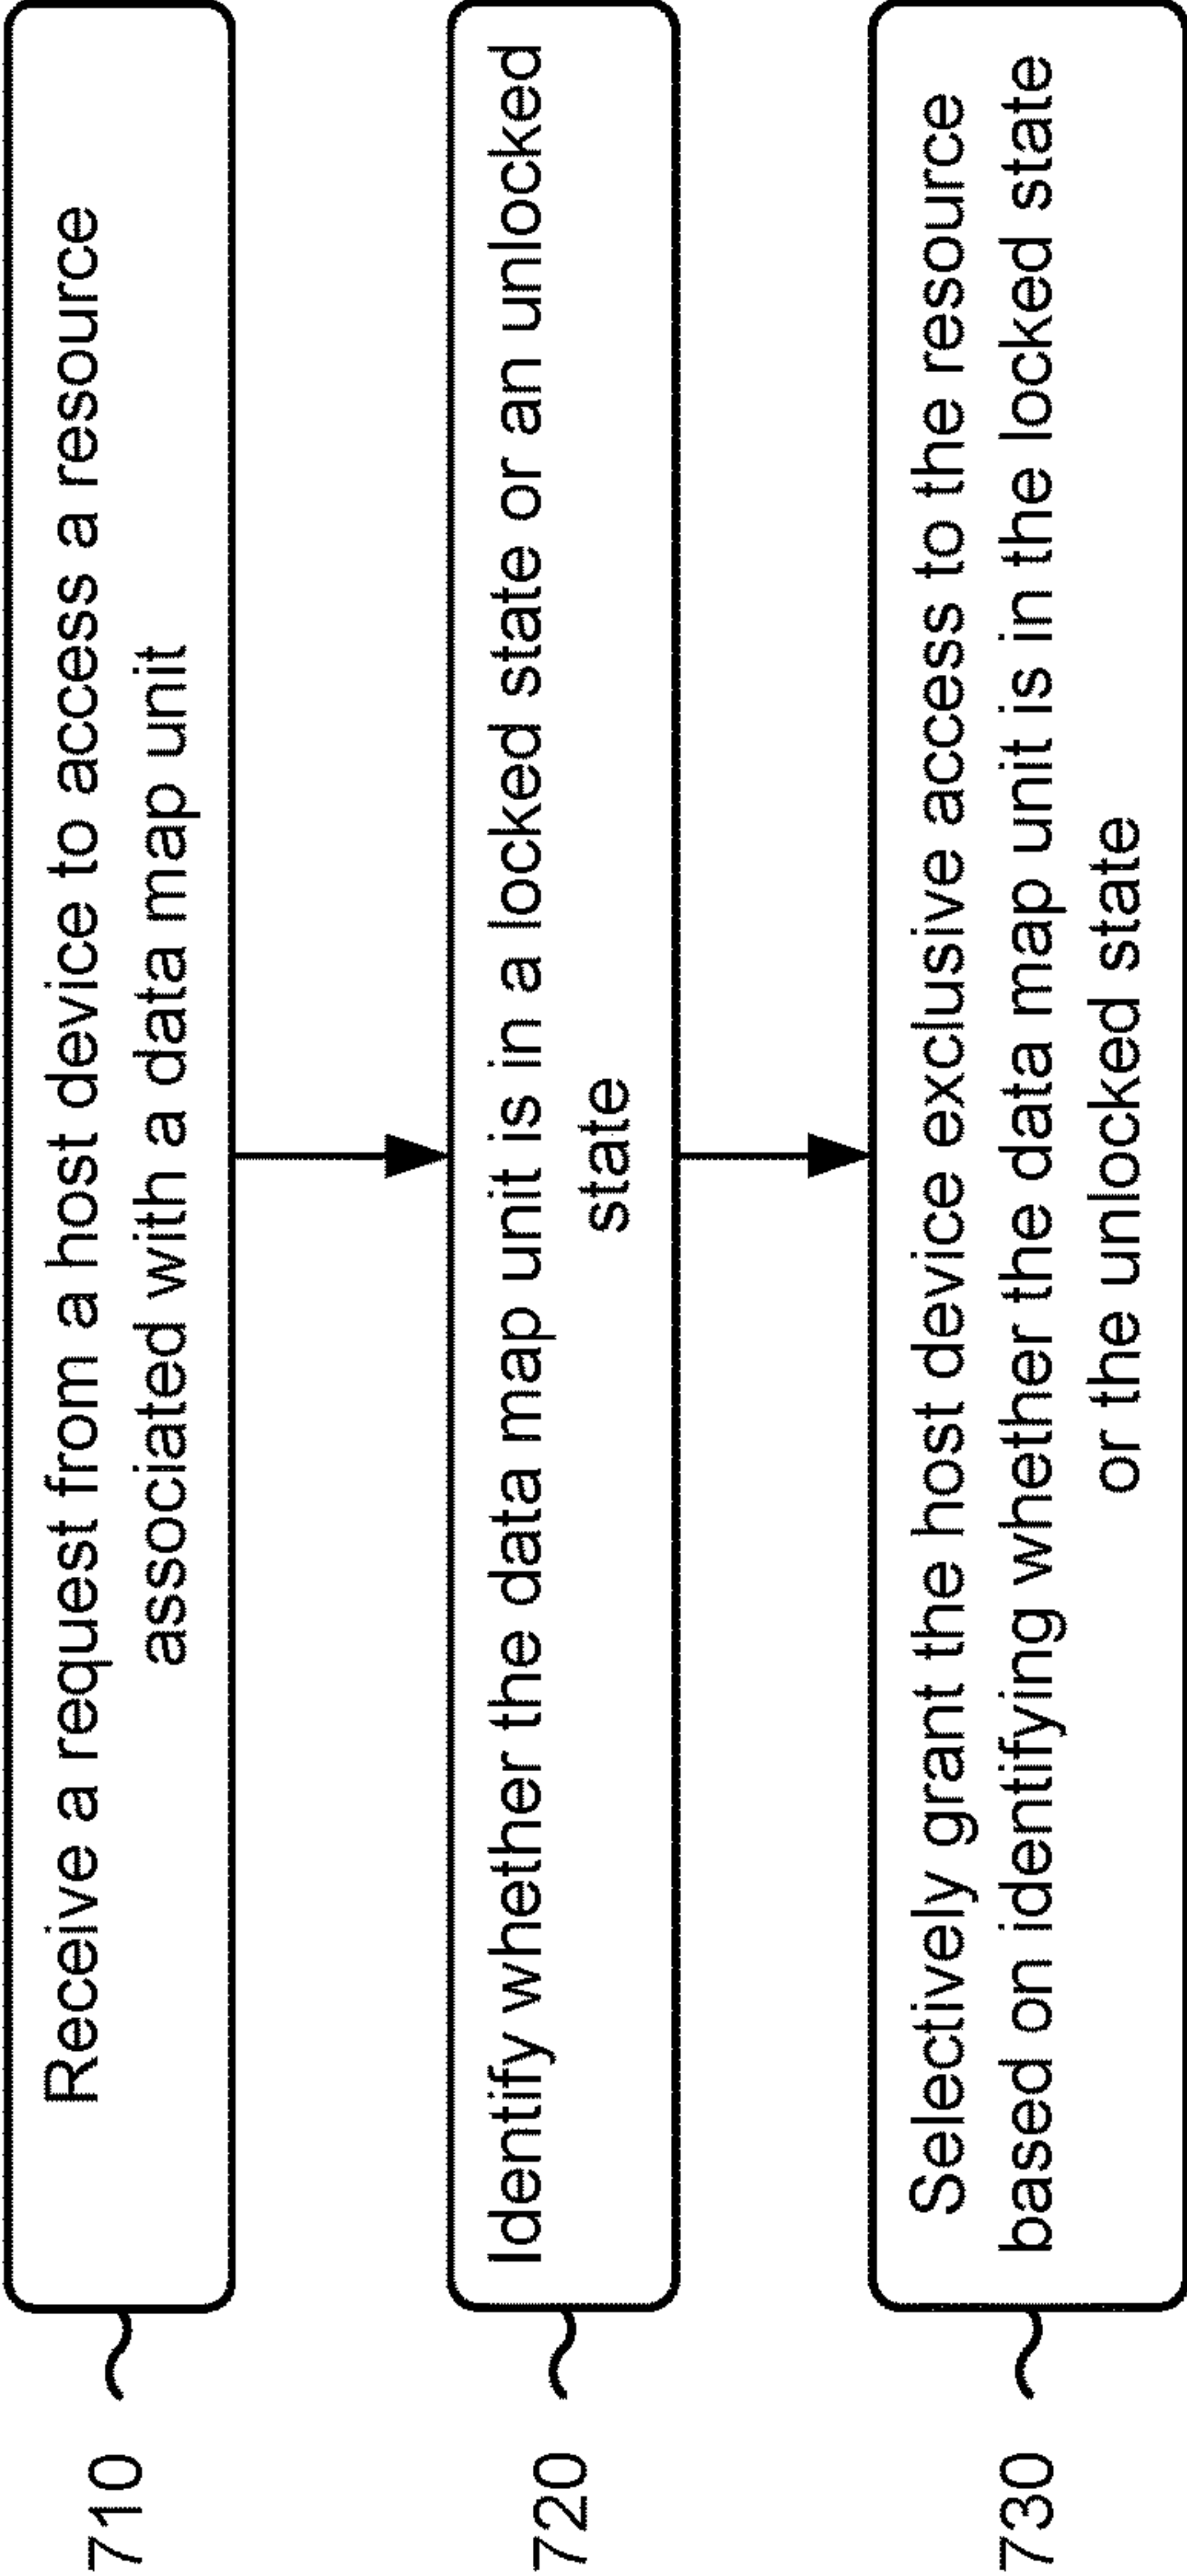 710
Receive a request from a host device to access a resource
associated with a data map unit
720
Identify whether the data map unit is in a locked state or an unlocked
state
730
Selectively grant the host device exclusive access to the resource
based on identifying whether the data map unit is in the locked state
or the unlocked state